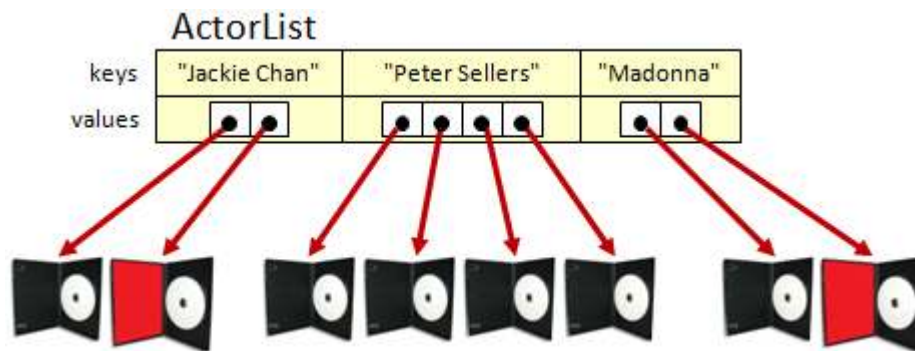 ActorList
keys "Jackie Chan" "Peter Sellers" "Madonna"
values